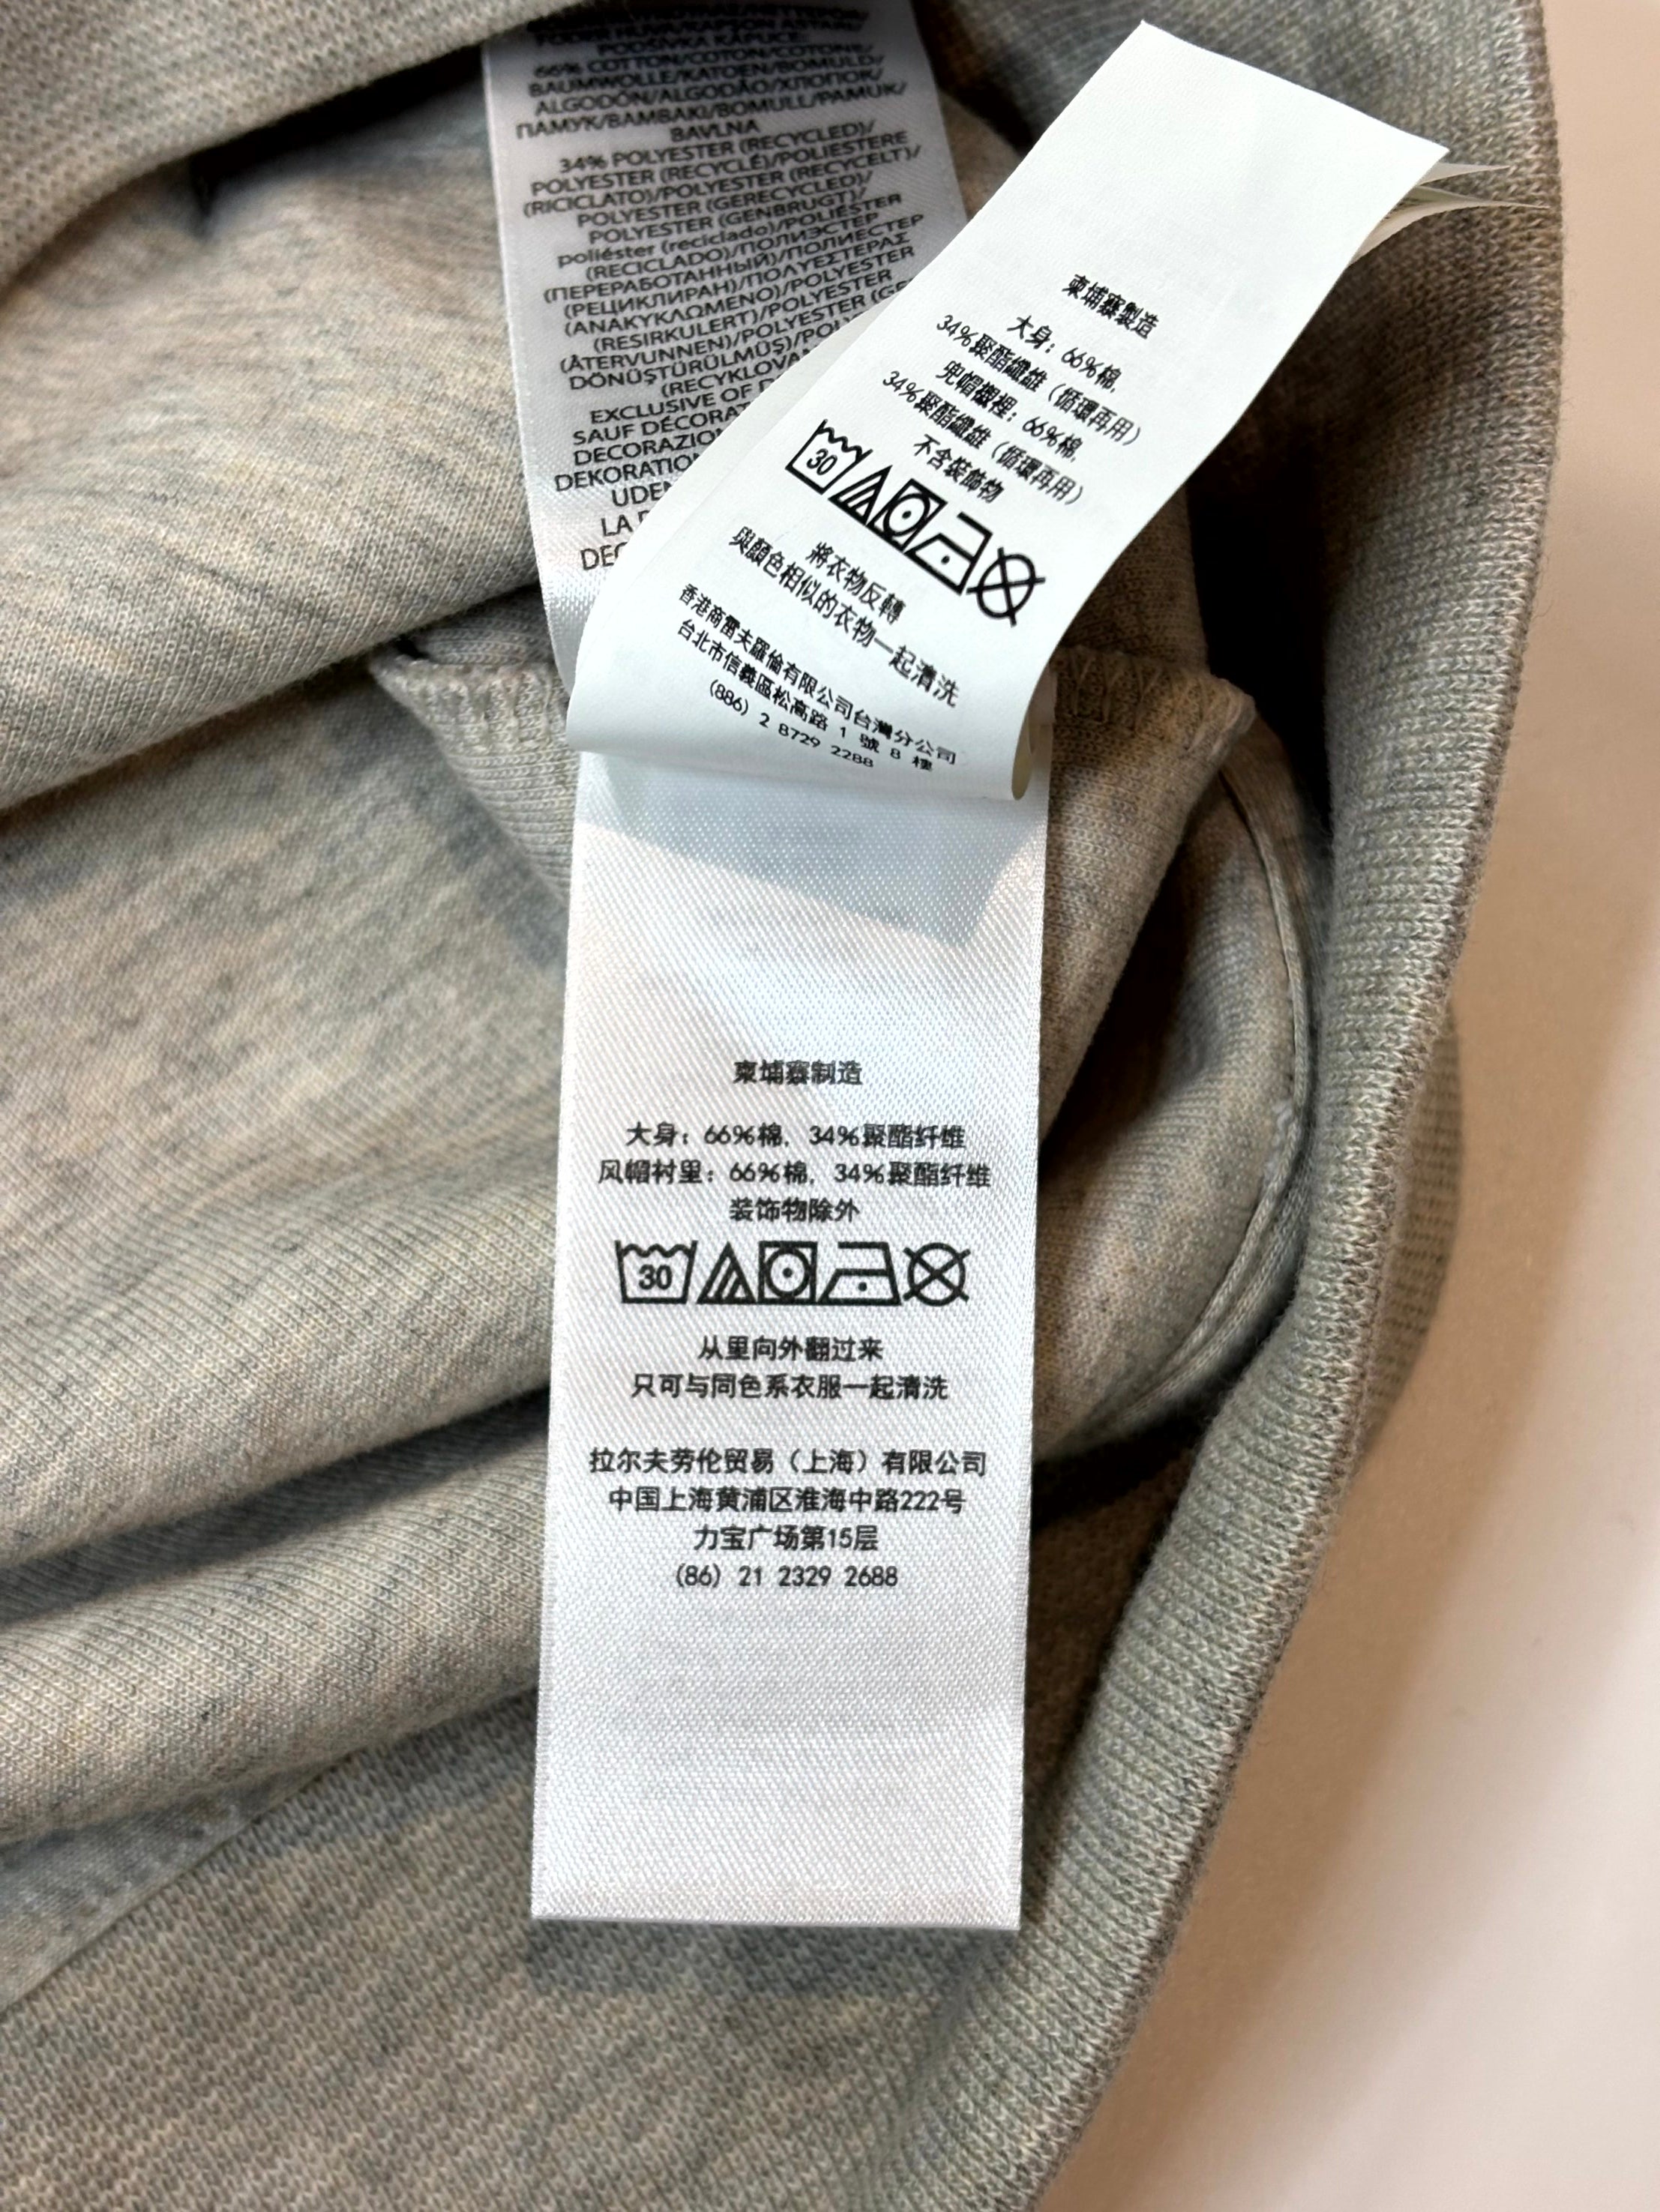 PODŠÍVKA KAPUCE:
66% COTTON/COTON/COTONE/
BAUMWOLLE/KATOEN/BOMULD/
ALGODÓN/ALGODÃO/ХЛОПОК/
ПАМУК/ΒΑΜΒΑΚΙ/BOMULL/PAMUK/
BAVLNA
34% POLYESTER (RECYCLED)/
POLYESTER (RECYCLÉ)/POLIESTERE
(RICICLATO)/POLYESTER (RECYCELT)/
POLYESTER (GERECYCLED)/
POLYESTER (GENBRUGT)/
poliéster (reciclado)/POLIÉSTER
(RECICLADO)/ПОЛИЭСТЕР
(ПЕРЕРАБОТАННЫЙ)/ПОЛИЕСТЕР
(РЕЦИКЛИРАН)/ΠΟΛΥΕΣΤΕΡΑΣ
(ΑΝΑΚΥΚΛΩΜΕΝΟ)/POLYESTER
(RESIRKULERT)/POLYESTER
(ÅTERVUNNEN)/POLYESTER (GE
DÖNÜŞTÜRÜLMÜŞ)/POLY
(RECYKLOVAN
EXCLUSIVE OF D
SAUF DÉCORAT
DECORAZION
DEKORATION
UDEN
LA
DEC
柬埔寨製造
大身：66%棉,
34%聚酯纖維（循環再用）
兜帽襯裡：66%棉,
34%聚酯纖維（循環再用）
不含裝飾物
30
將衣物反轉
與顏色相似的衣物一起清洗
香港商雷夫羅倫有限公司台灣分公司
台北市信義區松高路 1 號 8 樓
(886) 2 8729 2288
柬埔寨制造
大身：66%棉, 34%聚酯纤维
风帽衬里：66%棉, 34%聚酯纤维
装饰物除外
30
从里向外翻过来
只可与同色系衣服一起清洗
拉尔夫劳伦贸易（上海）有限公司
中国上海黄浦区淮海中路222号
力宝广场第15层
(86) 21 2329 2688